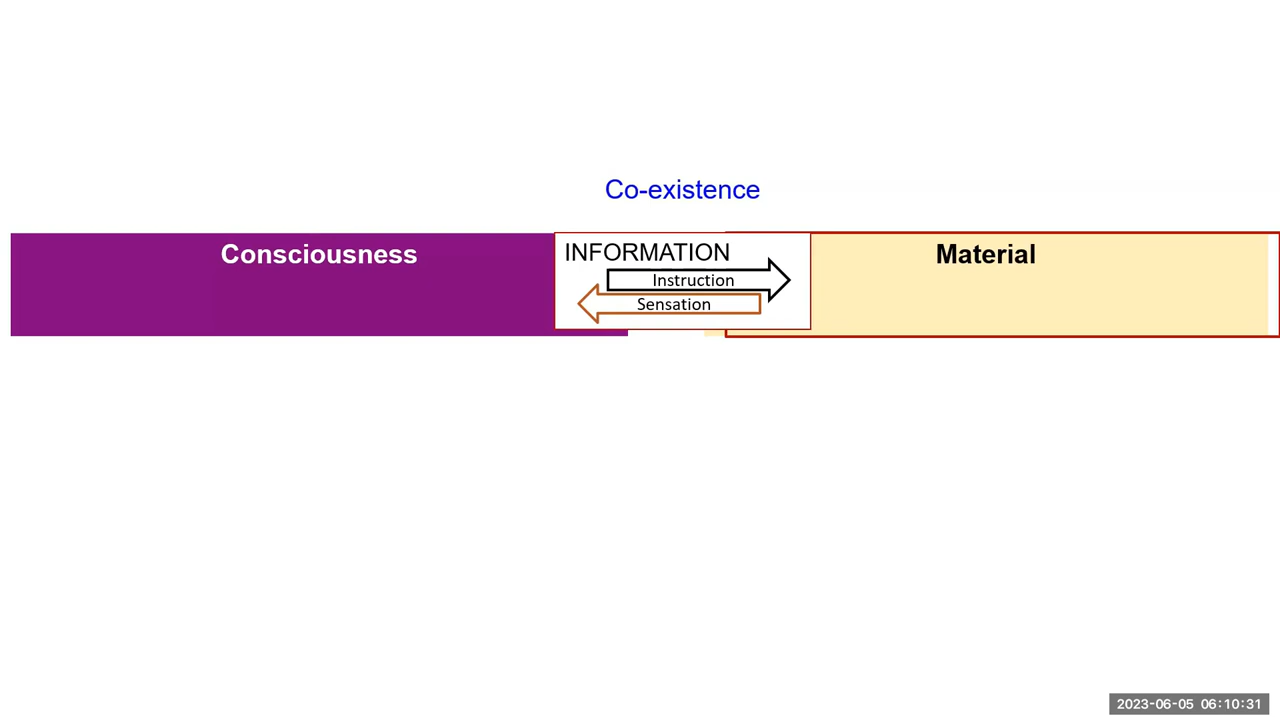 Co-existence
Consciousness
INFORMATION
Material
Instruction
Sensation
2023-06-05 06:10:31